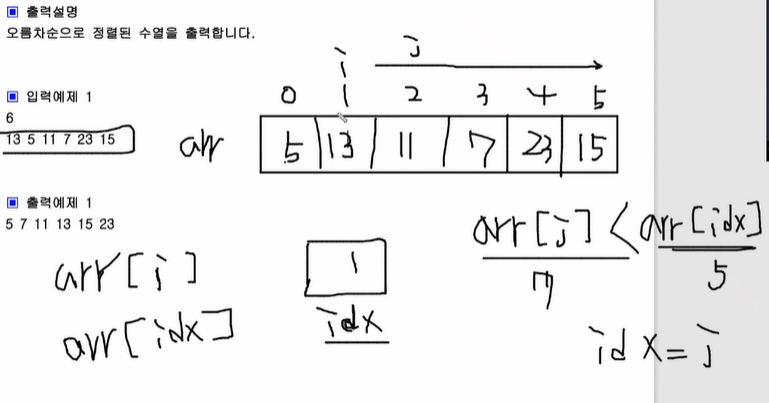 ▣ 출력설명
오름차순으로 정렬된 수열을 출력합니다.
▣ 입력예제 1
6
13 5 11 7 23 15
▣ 출력예제 1
5 7 11 13 15 23
i j
0 1 2 3 4 5
arr 5 13 11 7 23 15
arr[i]
arr[idx]
1
idx
arr[j] < arr[idx]
7 5
idx = j